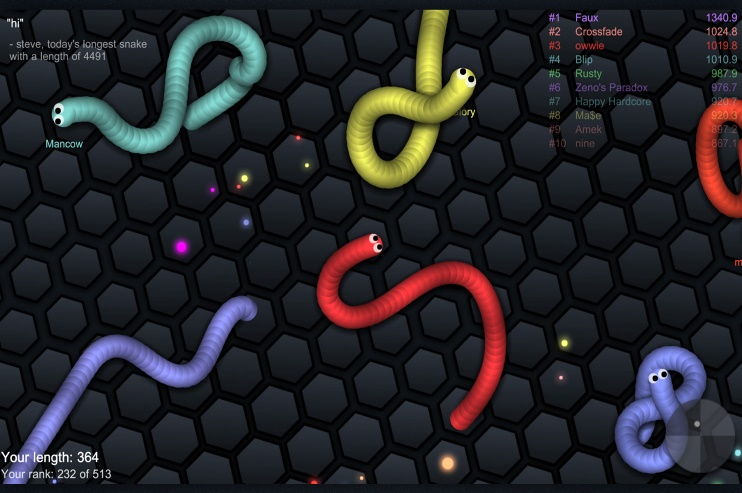 "hi"
- steve, today's longest snake
with a length of 4491
#1 Faux 1340.9
#2 Crossfade 1024.8
#3 owwie 1019.8
#4 Blip 1010.9
#5 Rusty 987.9
#6 Zeno's Paradox 976.7
#7 Happy Hardcore 920.7
#8 Ma$e 920.3
#9 Amek 897.2
#10 nine 867.1
Mancow
Your length: 364
Your rank: 232 of 513